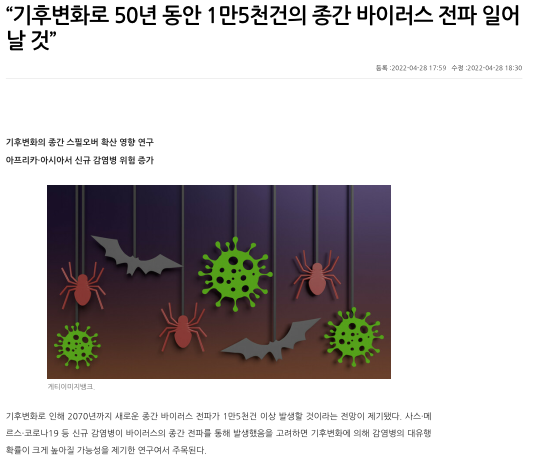 “기후변화로 50년 동안 1만5천건의 종간 바이러스 전파 일어
날 것”
등록 :2022-04-28 17:59 수정 :2022-04-28 18:30
기후변화의 종간 스필오버 확산 영향 연구
아프리카·아시아서 신규 감염병 위험 증가
게티이미지뱅크.
기후변화로 인해 2070년까지 새로운 종간 바이러스 전파가 1만5천건 이상 발생할 것이라는 전망이 제기됐다. 사스·메
르스·코로나19 등 신규 감염병이 바이러스의 종간 전파를 통해 발생했음을 고려하면 기후변화에 의해 감염병의 대유행
확률이 크게 높아질 가능성을 제기한 연구여서 주목된다.